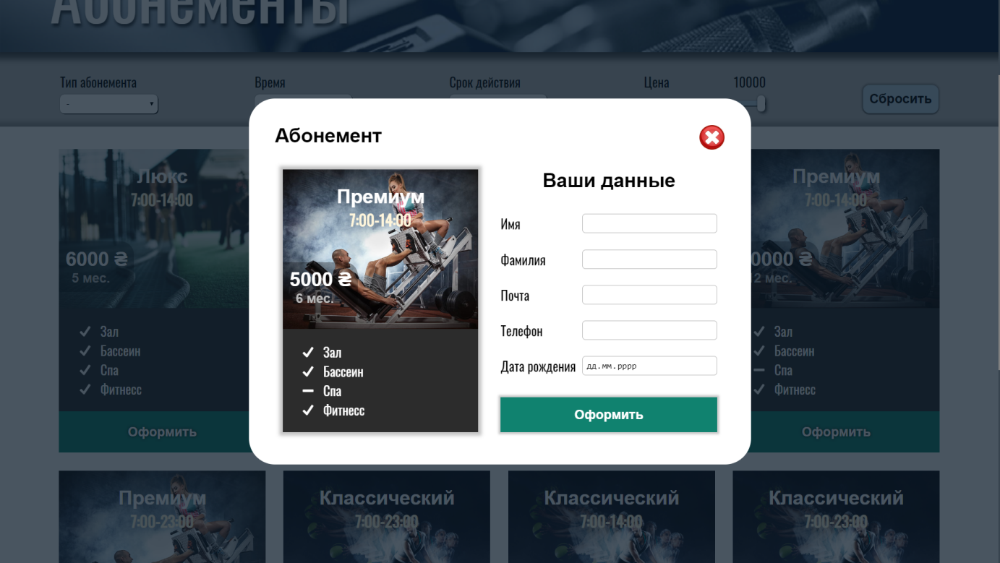 Абонементы
Тип абонемента
-
Время
Срок действия
Цена
10000
Сбросить
Абонемент
Премиум
7:00-14:00
5000 ₴
6 мес.
Зал
Бассеин
Спа
Фитнесс
Ваши данные
Имя
Фамилия
Почта
Телефон
Дата рождения
дд.мм.рррр
Оформить
Люкс
7:00-14:00
6000 ₴
5 мес.
Зал
Бассеин
Спа
Фитнесс
Оформить
Премиум
7:00-14:00
0000 ₴
2 мес.
Зал
Бассеин
Спа
Фитнесс
Оформить
Премиум
7:00-23:00
Классический
7:00-23:00
Классический
7:00-14:00
Классический
7:00-23:00